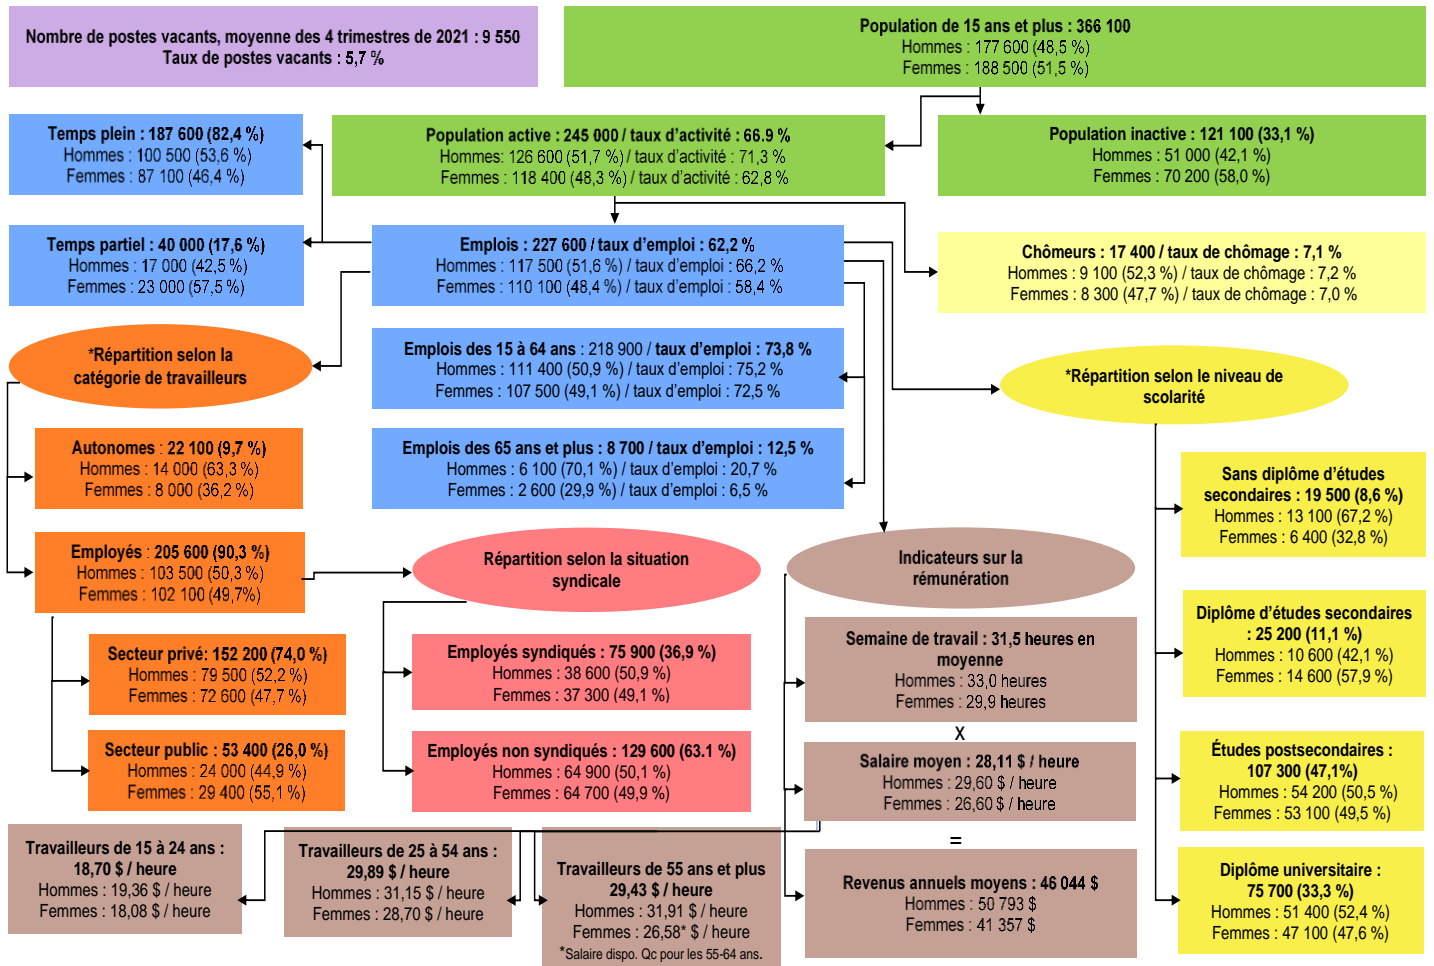 Nombre de postes vacants, moyenne des 4 trimestres de 2021 : 9 550
Taux de postes vacants : 5,7 %
Population de 15 ans et plus : 366 100
Hommes : 177 600 (48,5 %)
Femmes : 188 500 (51,5 %)
Temps plein : 187 600 (82,4 %)
Hommes : 100 500 (53,6 %)
Femmes : 87 100 (46,4 %)
Population active : 245 000 / taux d'activité : 66.9 %
Hommes: 126 600 (51,7 %) / taux d'activité : 71,3 %
Femmes : 118 400 (48,3 %) / taux d'activité : 62,8 %
Population inactive : 121 100 (33,1 %)
Hommes : 51 000 (42,1 %)
Femmes : 70 200 (58,0 %)
Temps partiel : 40 000 (17,6 %)
Hommes : 17 000 (42,5 %)
Femmes : 23 000 (57,5 %)
Emplois : 227 600 / taux d'emploi : 62,2 %
Hommes : 117 500 (51,6 %) / taux d'emploi : 66,2 %
Femmes : 110 100 (48,4 %) / taux d'emploi : 58,4 %
Chômeurs : 17 400 / taux de chômage : 7,1 %
Hommes : 9 100 (52,3 %) / taux de chômage : 7,2 %
Femmes : 8 300 (47,7 %) / taux de chômage : 7,0 %
*Répartition selon la
catégorie de travailleurs
Emplois des 15 à 64 ans : 218 900 / taux d'emploi : 73,8 %
Hommes : 111 400 (50,9 %) / taux d'emploi : 75,2 %
Femmes : 107 500 (49,1 %) / taux d'emploi : 72,5 %
*Répartition selon le niveau de
scolarité
Autonomes : 22 100 (9,7 %)
Hommes : 14 000 (63,3 %)
Femmes : 8 000 (36,2 %)
Emplois des 65 ans et plus : 8 700 / taux d'emploi : 12,5 %
Hommes : 6 100 (70,1 %) / taux d'emploi : 20,7 %
Femmes : 2 600 (29,9 %) / taux d'emploi : 6,5 %
Sans diplôme d'études
secondaires : 19 500 (8,6 %)
Hommes : 13 100 (67,2 %)
Femmes : 6 400 (32,8 %)
Employés : 205 600 (90,3 %)
Hommes : 103 500 (50,3 %)
Femmes : 102 100 (49,7%)
Répartition selon la situation
syndicale
Indicateurs sur la
rémunération
Diplôme d'études secondaires
: 25 200 (11,1 %)
Hommes : 10 600 (42,1 %)
Femmes : 14 600 (57,9 %)
Secteur privé: 152 200 (74,0 %)
Hommes : 79 500 (52,2 %)
Femmes : 72 600 (47,7 %)
Employés syndiqués : 75 900 (36,9 %)
Hommes : 38 600 (50,9 %)
Femmes : 37 300 (49,1 %)
Semaine de travail : 31,5 heures en
moyenne
Hommes : 33,0 heures
Femmes : 29,9 heures
X
Secteur public : 53 400 (26,0 %)
Hommes : 24 000 (44,9 %)
Femmes : 29 400 (55,1 %)
Employés non syndiqués : 129 600 (63.1 %)
Hommes : 64 900 (50,1 %)
Femmes : 64 700 (49,9 %)
Salaire moyen : 28,11 $ / heure
Hommes : 29,60 $ / heure
Femmes : 26,60 $ / heure
=
Études postsecondaires :
107 300 (47,1%)
Hommes : 54 200 (50,5 %)
Femmes : 53 100 (49,5 %)
Travailleurs de 15 à 24 ans :
18,70 $ / heure
Hommes : 19,36 $ / heure
Femmes : 18,08 $ / heure
Travailleurs de 25 à 54 ans :
29,89 $ / heure
Hommes : 31,15 $ / heure
Femmes : 28,70 $ / heure
Travailleurs de 55 ans et plus
29,43 $ / heure
Hommes : 31,91 $ / heure
Femmes : 26,58* $ / heure
*Salaire dispo. Qc pour les 55-64 ans.
Revenus annuels moyens : 46 044 $
Hommes : 50 793 $
Femmes : 41 357 $
Diplôme universitaire :
75 700 (33,3 %)
Hommes : 51 400 (52,4 %)
Femmes : 47 100 (47,6 %)